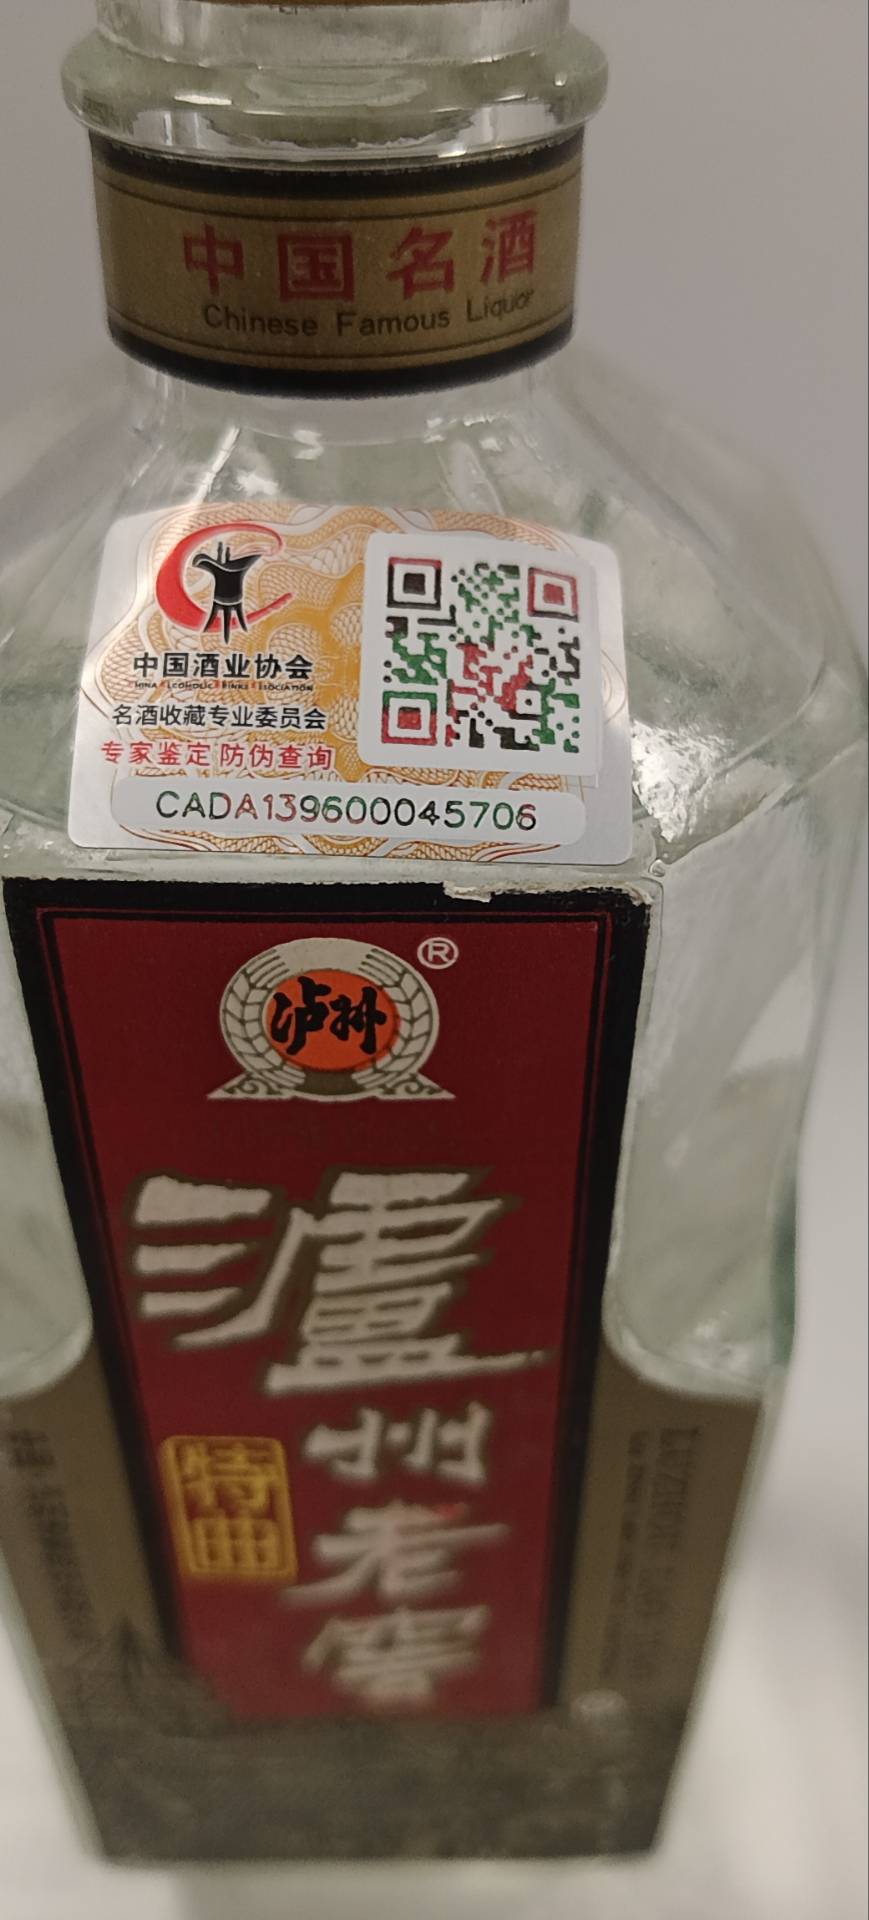 中国名酒
Chinese Famous Liquor
中国酒业协会
名酒收藏专业委员会
专家鉴定 防伪查询
CADA139600045706
®
泸州
瀘州老窖
特曲